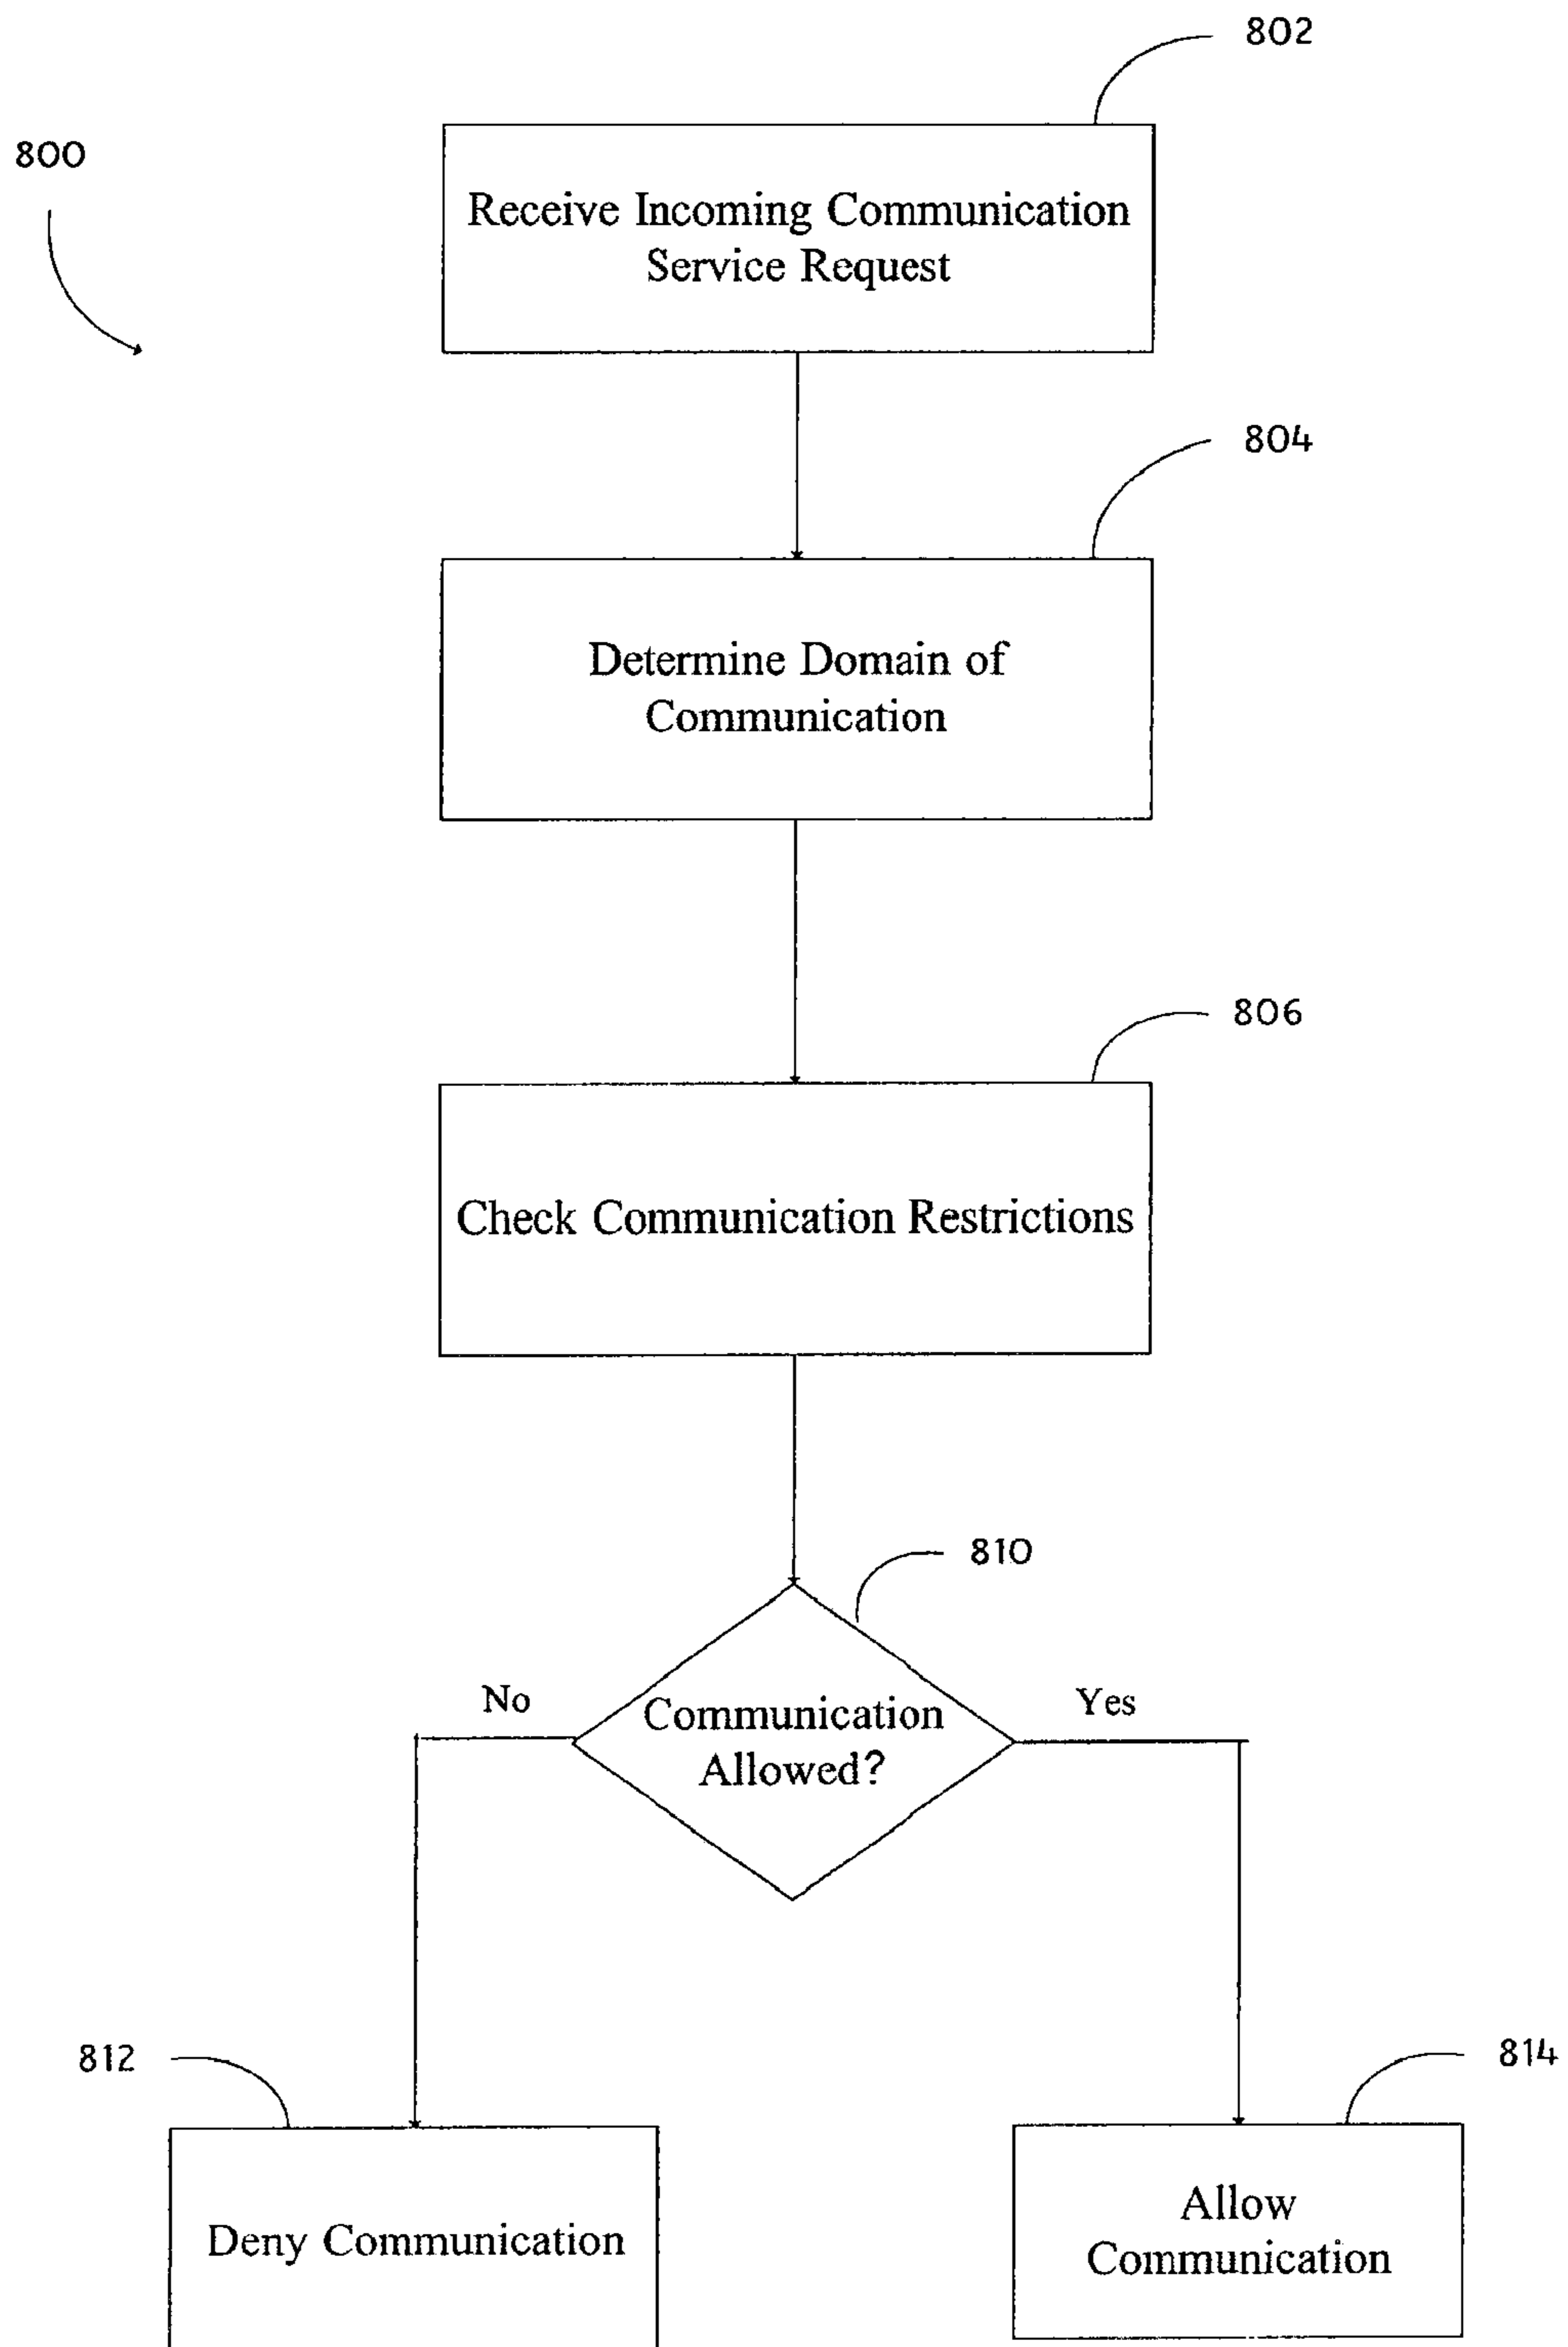 802
800
Receive Incoming Communication
Service Request
804
Determine Domain of
Communication
806
Check Communication Restrictions
810
No
Yes
Communication
Allowed?
812
814
Deny Communication
Allow
Communication